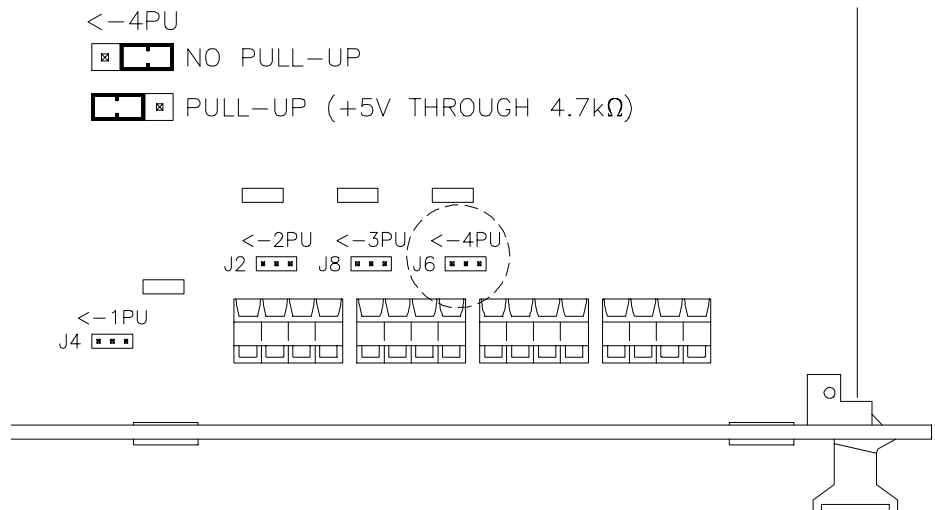 <-4PU
NO PULL-UP
PULL-UP (+5V THROUGH 4.7kΩ)
<-2PU <-3PU <-4PU
J2 J8 J6
<-1PU
J4